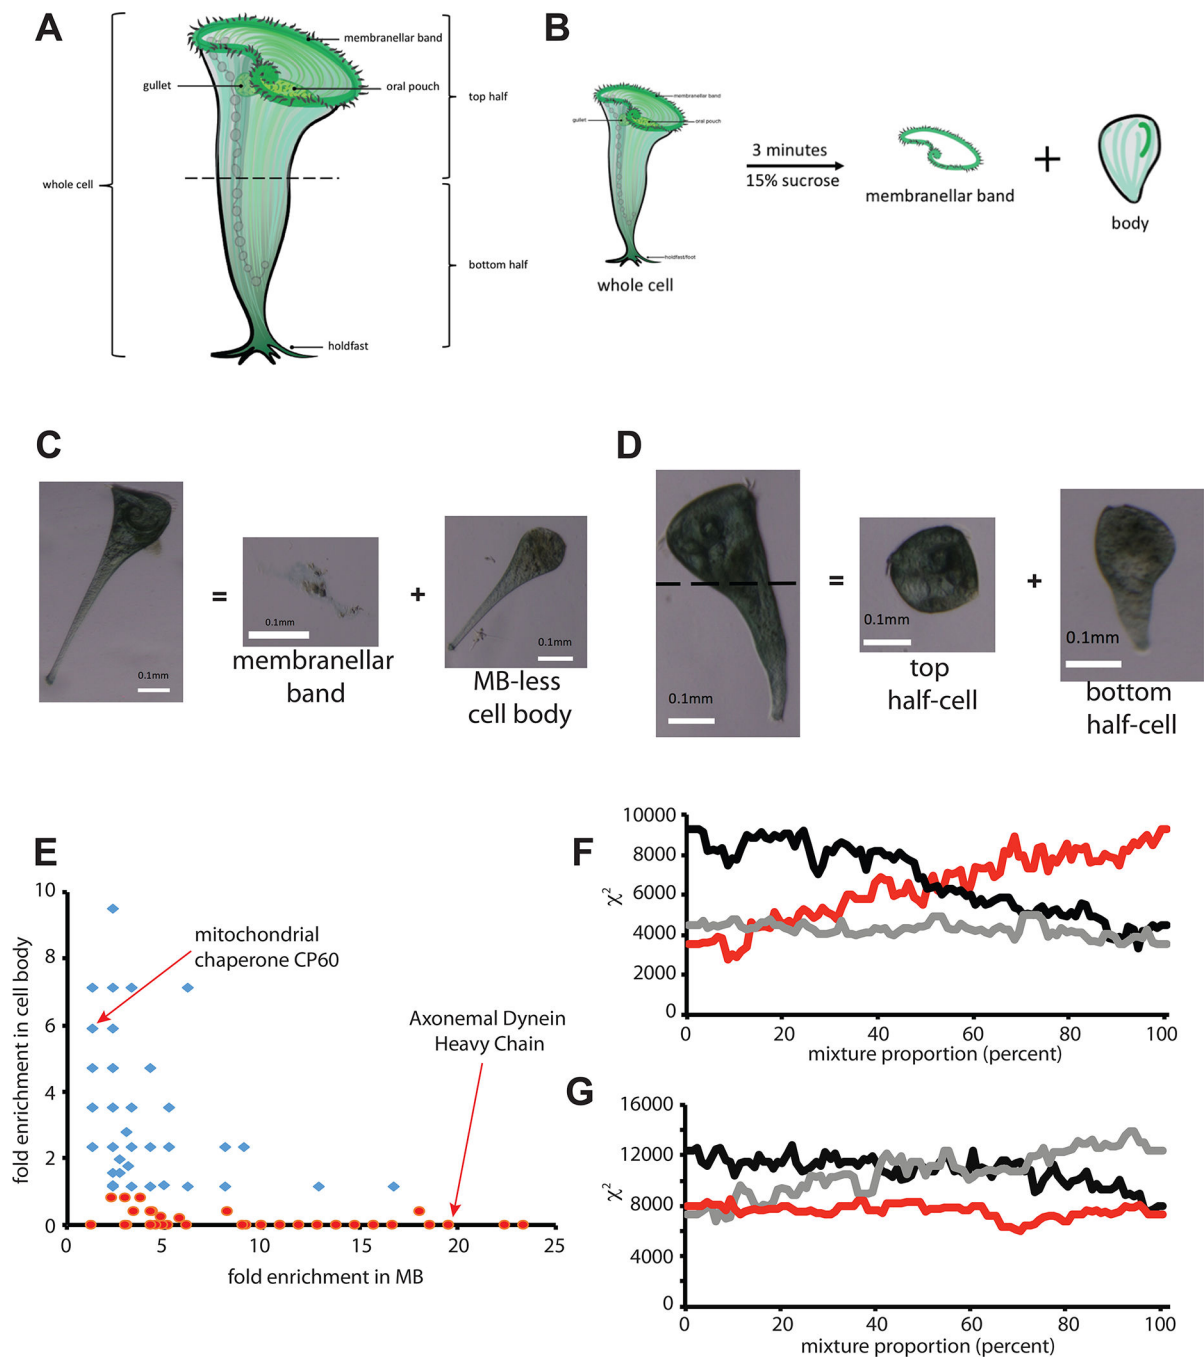 A
membranellar band
gullet
oral pouch
top half
whole cell
bottom half
holdfast
B
membranellar band
gullet
oral pouch
holdfast/foot
whole cell
3 minutes
15% sucrose
membranellar band
+
body
C
0.1mm
=
0.1mm
membranellar
band
+
0.1mm
MB-less
cell body
D
0.1mm
=
0.1mm
top
half-cell
+
0.1mm
bottom
half-cell
E
fold enrichment in cell body
10
8
6
4
2
0
mitochondrial
chaperone CP60
Axonemal Dynein
Heavy Chain
0 5 10 15 20 25
fold enrichment in MB
F
χ²
10000
8000
6000
4000
2000
0
0 20 40 60 80 100
mixture proportion (percent)
G
χ²
16000
12000
8000
4000
0
0 20 40 60 80 100
mixture proportion (percent)